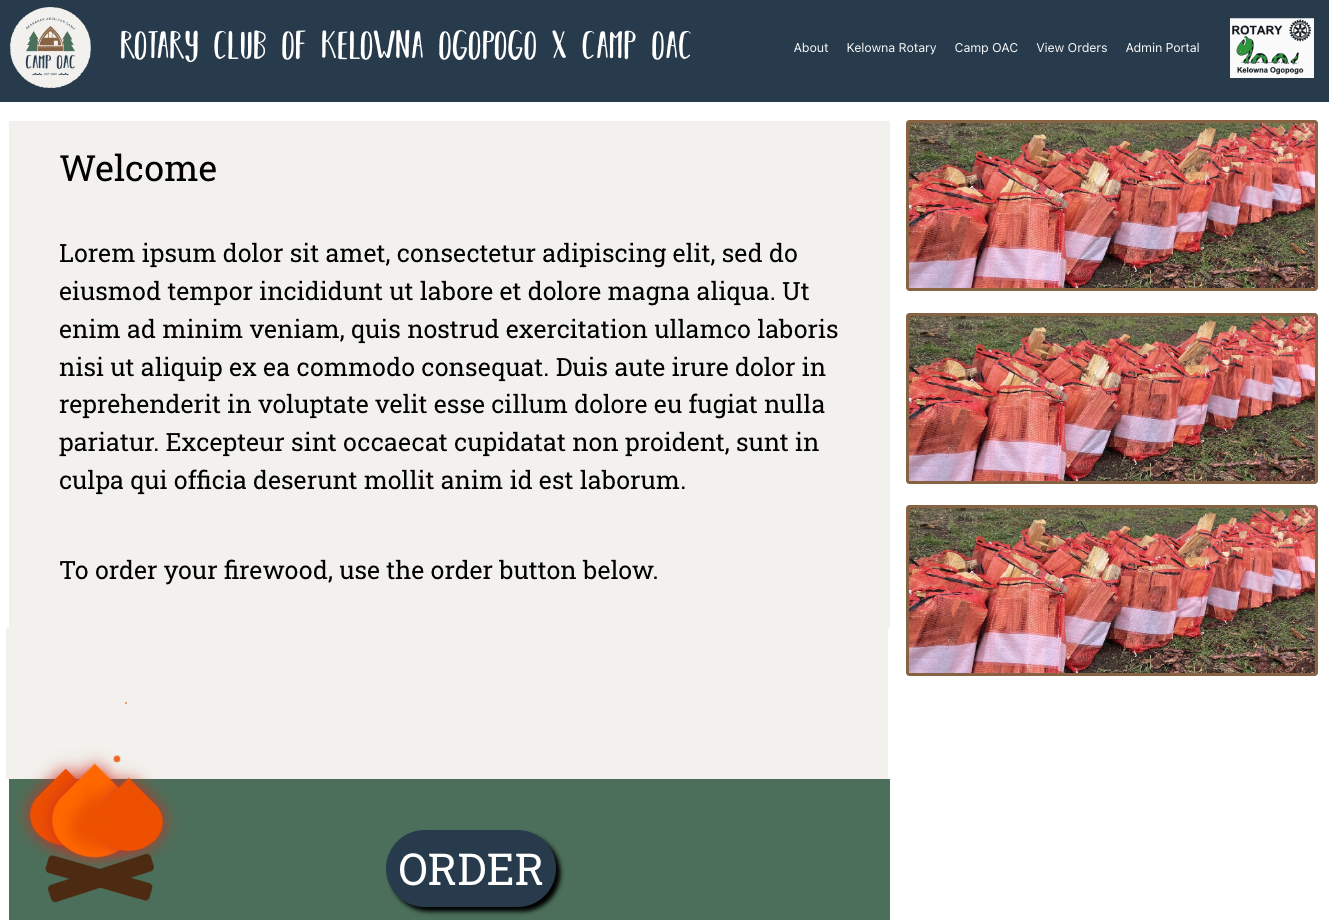 CAMP OAC
ROTARY CLUB OF KELOWNA OGOPOGO X CAMP OAC
About Kelowna Rotary Camp OAC View Orders Admin Portal
ROTARY
Kelowna Ogopogo
Welcome
Lorem ipsum dolor sit amet, consectetur adipiscing elit, sed do
eiusmod tempor incididunt ut labore et dolore magna aliqua. Ut
enim ad minim veniam, quis nostrud exercitation ullamco laboris
nisi ut aliquip ex ea commodo consequat. Duis aute irure dolor in
reprehenderit in voluptate velit esse cillum dolore eu fugiat nulla
pariatur. Excepteur sint occaecat cupidatat non proident, sunt in
culpa qui officia deserunt mollit anim id est laborum.
To order your firewood, use the order button below.
ORDER